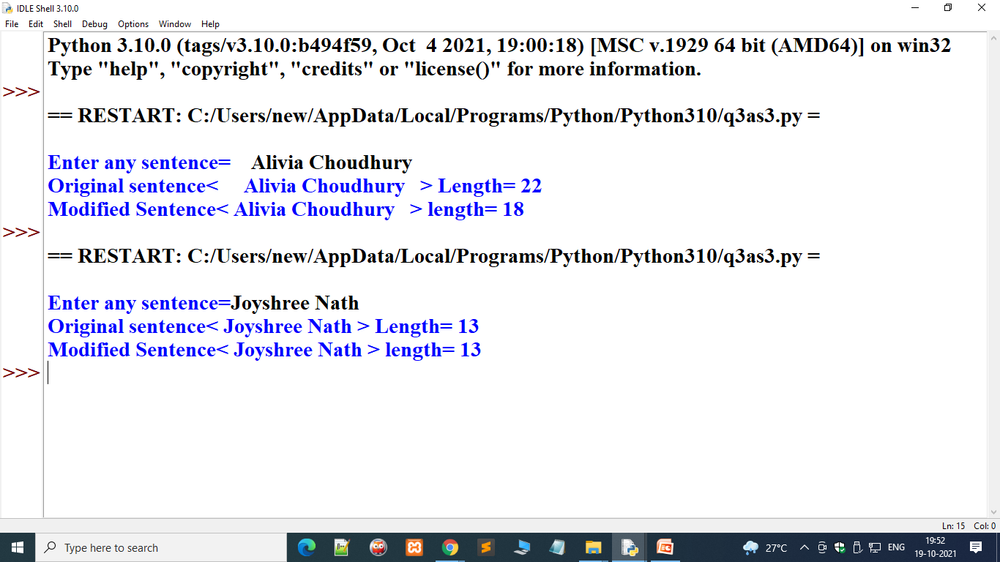 IDLE Shell 3.10.0
File Edit Shell Debug Options Window Help
Python 3.10.0 (tags/v3.10.0:b494f59, Oct  4 2021, 19:00:18) [MSC v.1929 64 bit (AMD64)] on win32
Type "help", "copyright", "credits" or "license()" for more information.
>>>
== RESTART: C:/Users/new/AppData/Local/Programs/Python/Python310/q3as3.py =
Enter any sentence=    Alivia Choudhury
Original sentence<     Alivia Choudhury   > Length= 22
Modified Sentence< Alivia Choudhury   > length= 18
>>>
== RESTART: C:/Users/new/AppData/Local/Programs/Python/Python310/q3as3.py =
Enter any sentence=Joyshree Nath
Original sentence< Joyshree Nath > Length= 13
Modified Sentence< Joyshree Nath > length= 13
>>>
Ln: 15 Col: 0
Type here to search
27°C
ENG
19:52
19-10-2021